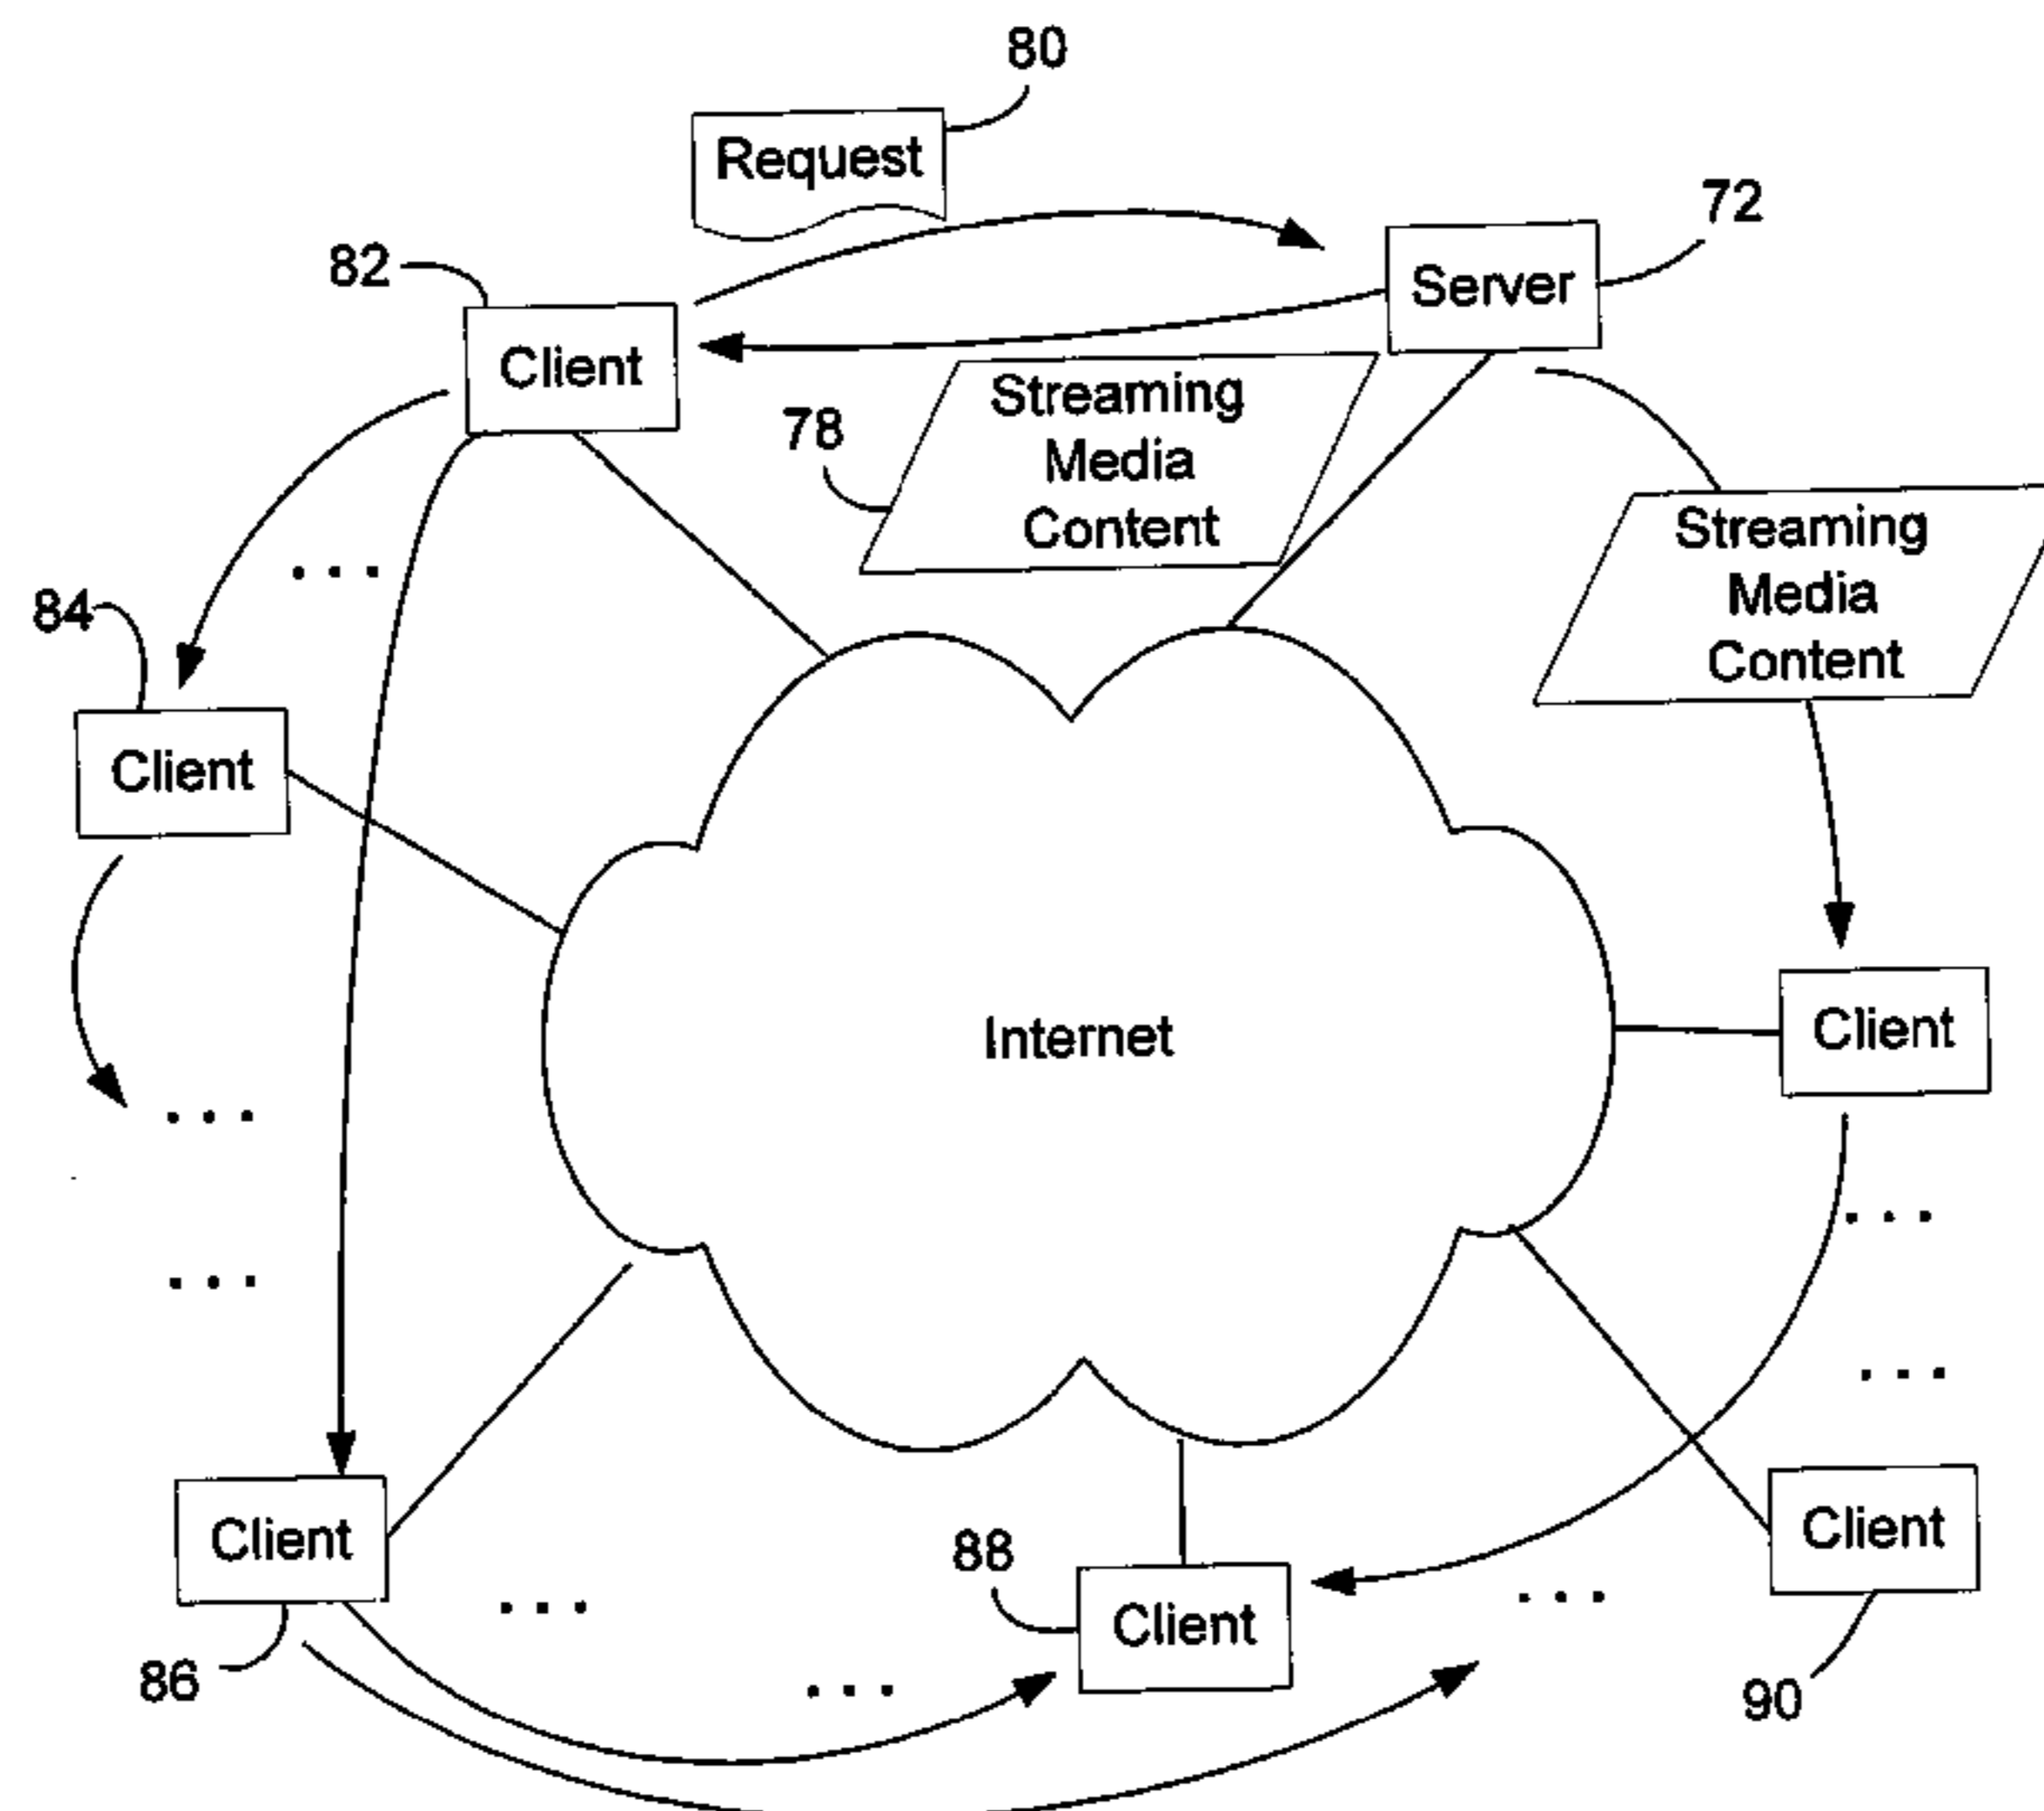 80
Request
72
82
Server
Client
Streaming
Media
Content
78
Streaming
Media
Content
84
Client
Internet
Client
Client
88
Client
Client
86
90